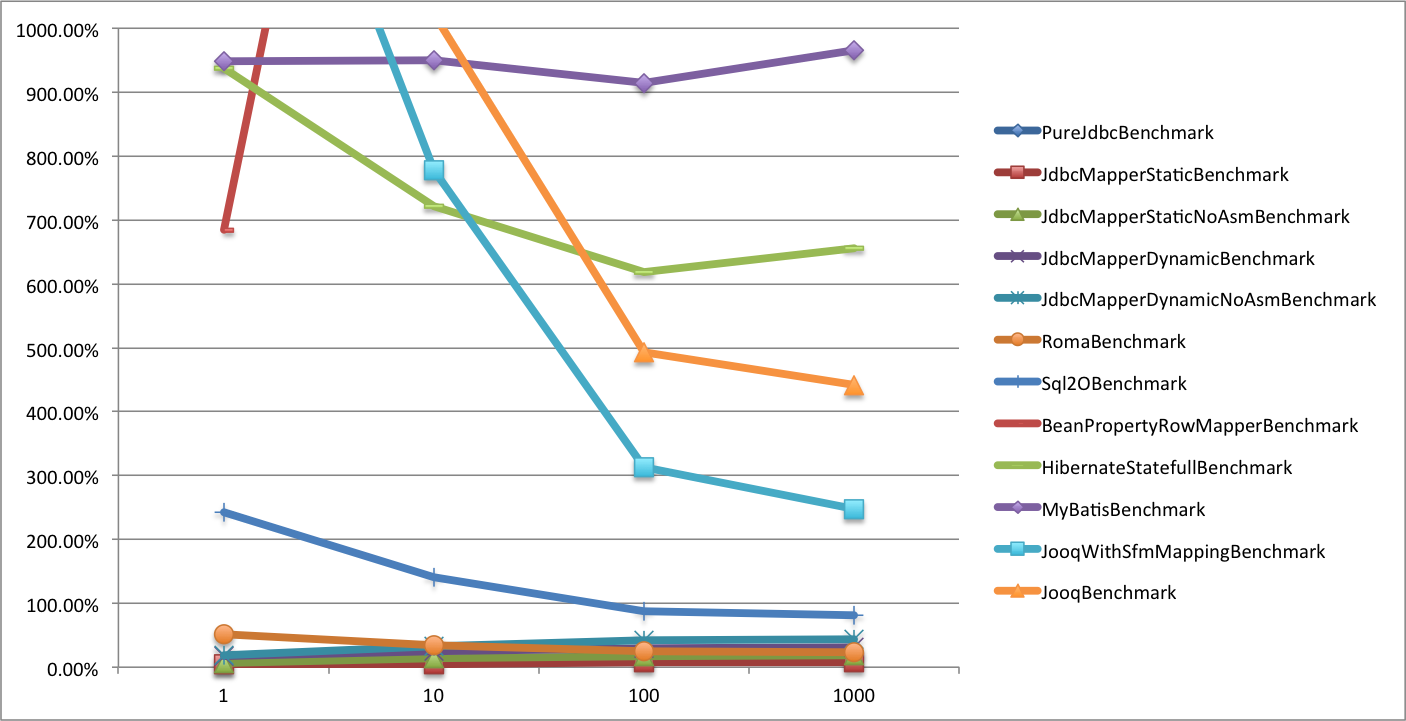 1000.00%
900.00%
800.00%
700.00%
600.00%
500.00%
400.00%
300.00%
200.00%
100.00%
0.00%
1 10 100 1000
PureJdbcBenchmark
JdbcMapperStaticBenchmark
JdbcMapperStaticNoAsmBenchmark
JdbcMapperDynamicBenchmark
JdbcMapperDynamicNoAsmBenchmark
RomaBenchmark
Sql2OBenchmark
BeanPropertyRowMapperBenchmark
HibernateStatefullBenchmark
MyBatisBenchmark
JooqWithSfmMappingBenchmark
JooqBenchmark